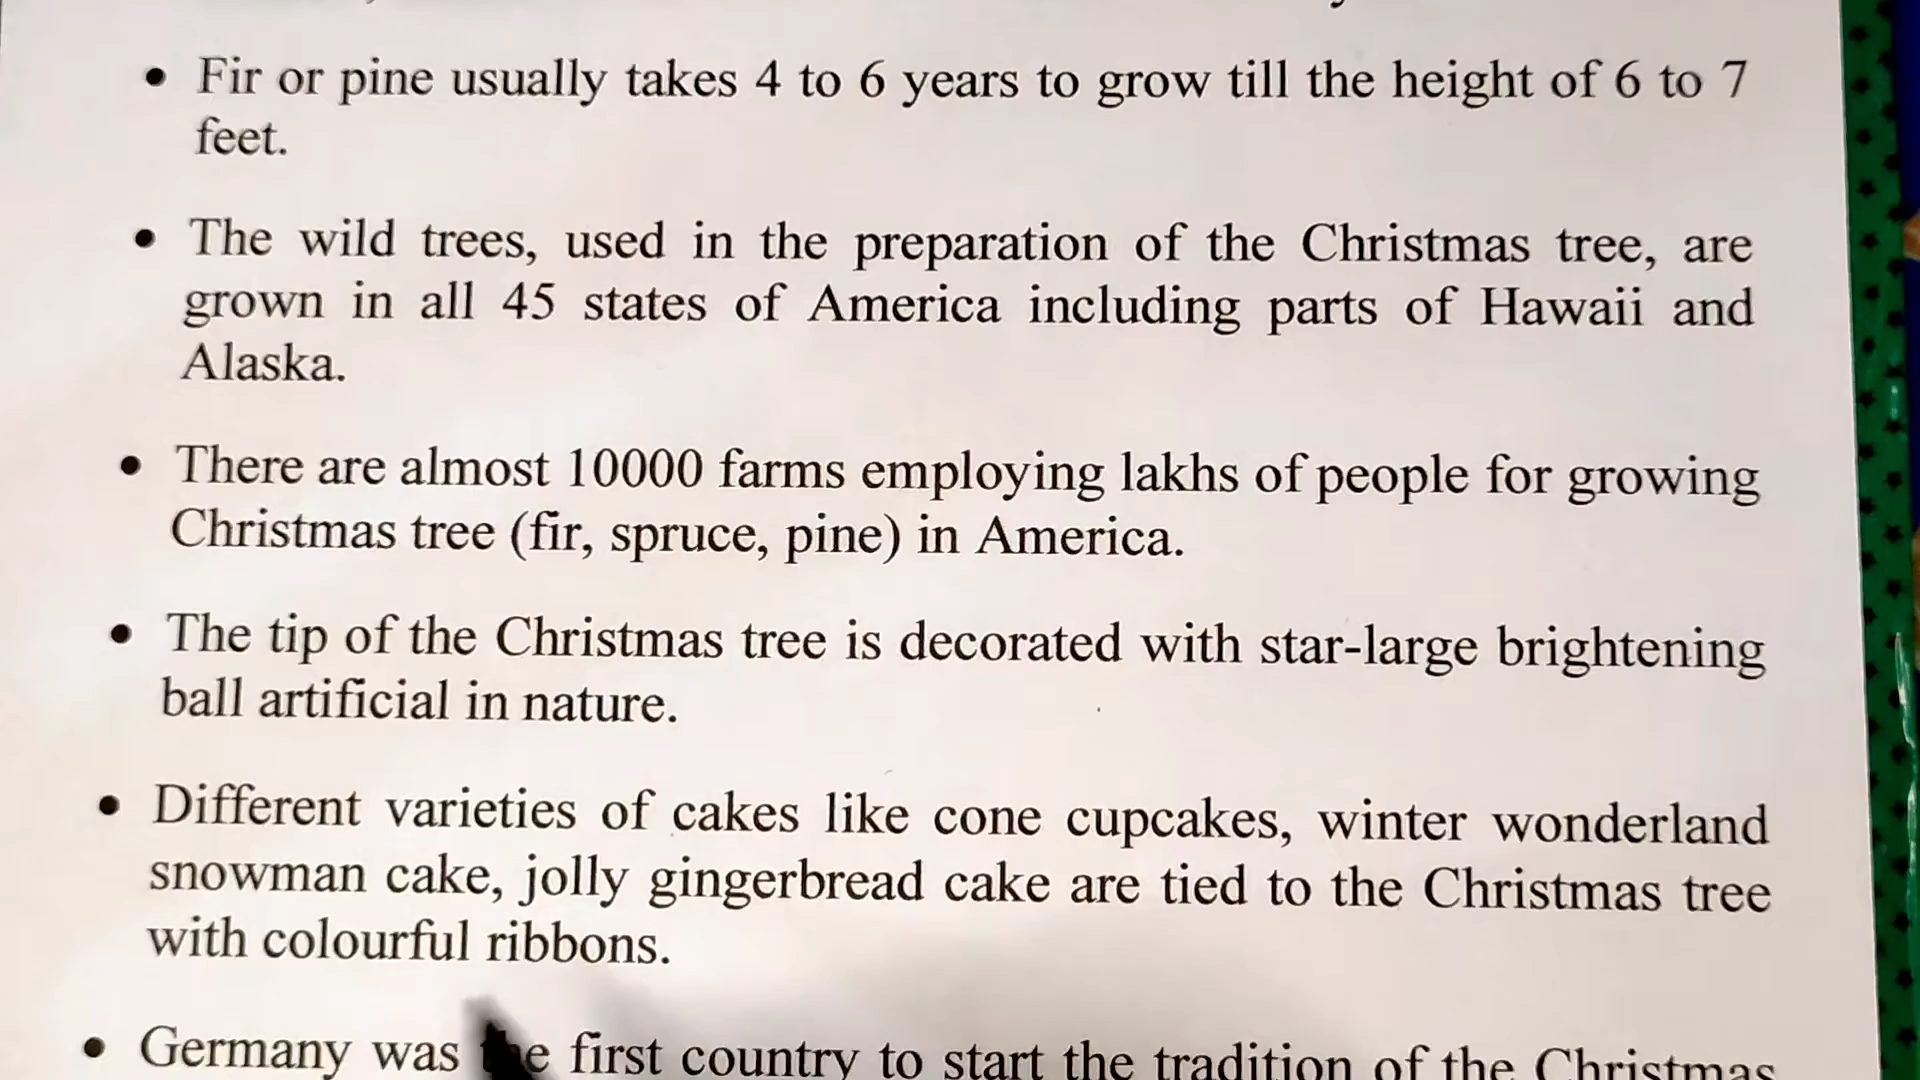 • Fir or pine usually takes 4 to 6 years to grow till the height of 6 to 7
feet.
• The wild trees, used in the preparation of the Christmas tree, are
grown in all 45 states of America including parts of Hawaii and
Alaska.
• There are almost 10000 farms employing lakhs of people for growing
Christmas tree (fir, spruce, pine) in America.
• The tip of the Christmas tree is decorated with star-large brightening
ball artificial in nature.
• Different varieties of cakes like cone cupcakes, winter wonderland
snowman cake, jolly gingerbread cake are tied to the Christmas tree
with colourful ribbons.
• Germany was the first country to start the tradition of the Christmas